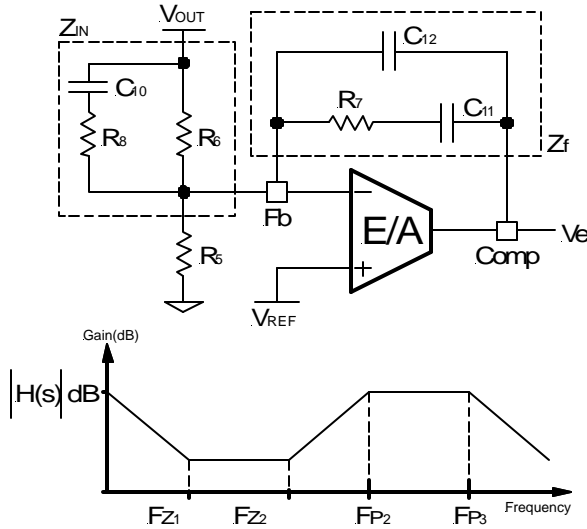 VOUT
ZIN
C12
C10
R7
C11
R8
R6
Zf
Fb
E/A
Ve
R5
Comp
VREF
Gain(dB)
|H(s)| dB
FZ1 FZ2 FP2 FP3
Frequency